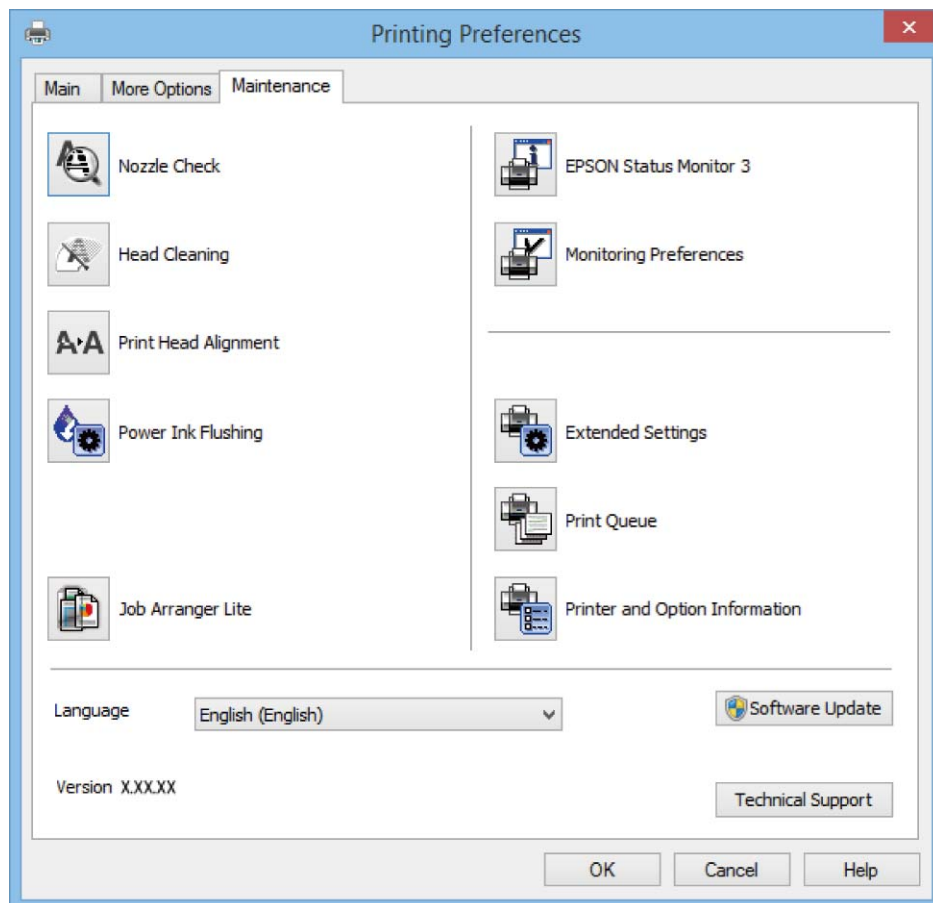 Printing Preferences
Main
More Options
Maintenance
Nozzle Check
Head Cleaning
A A Print Head Alignment
Power Ink Flushing
Job Arranger Lite
EPSON Status Monitor 3
Monitoring Preferences
Extended Settings
Print Queue
Printer and Option Information
Language
English (English)
Software Update
Version X.XX.XX
Technical Support
OK
Cancel
Help